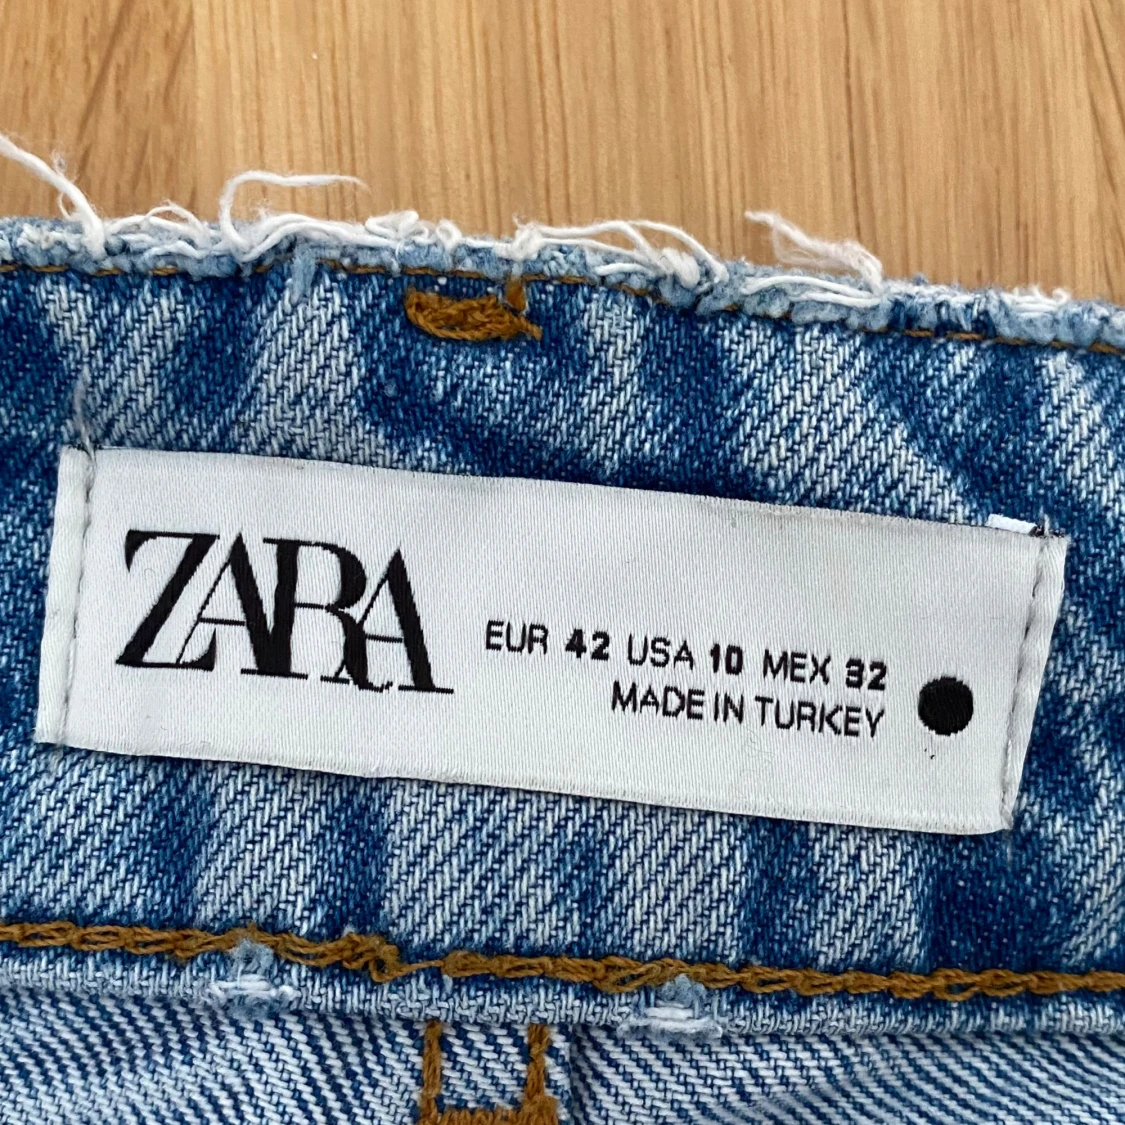 ZARA
EUR 42 USA 10 MEX 32
MADE IN TURKEY